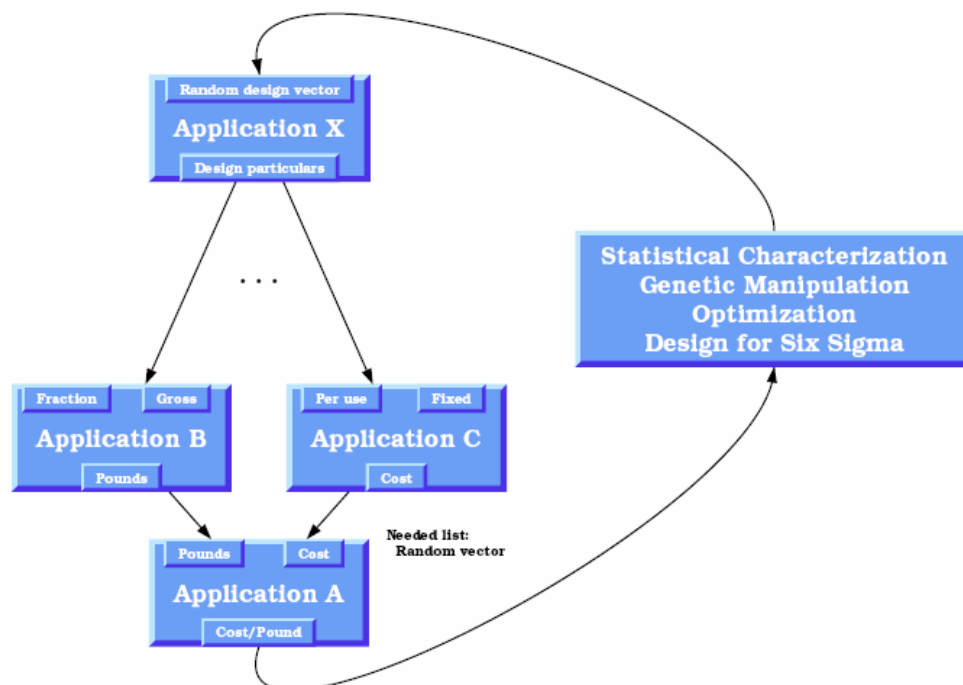 Random design vector
Application X
Design particulars
. . .
Statistical Characterization
Genetic Manipulation
Optimization
Design for Six Sigma
Fraction
Gross
Application B
Pounds
Per use
Fixed
Application C
Cost
Needed list:
Random vector
Pounds
Cost
Application A
Cost/Pound